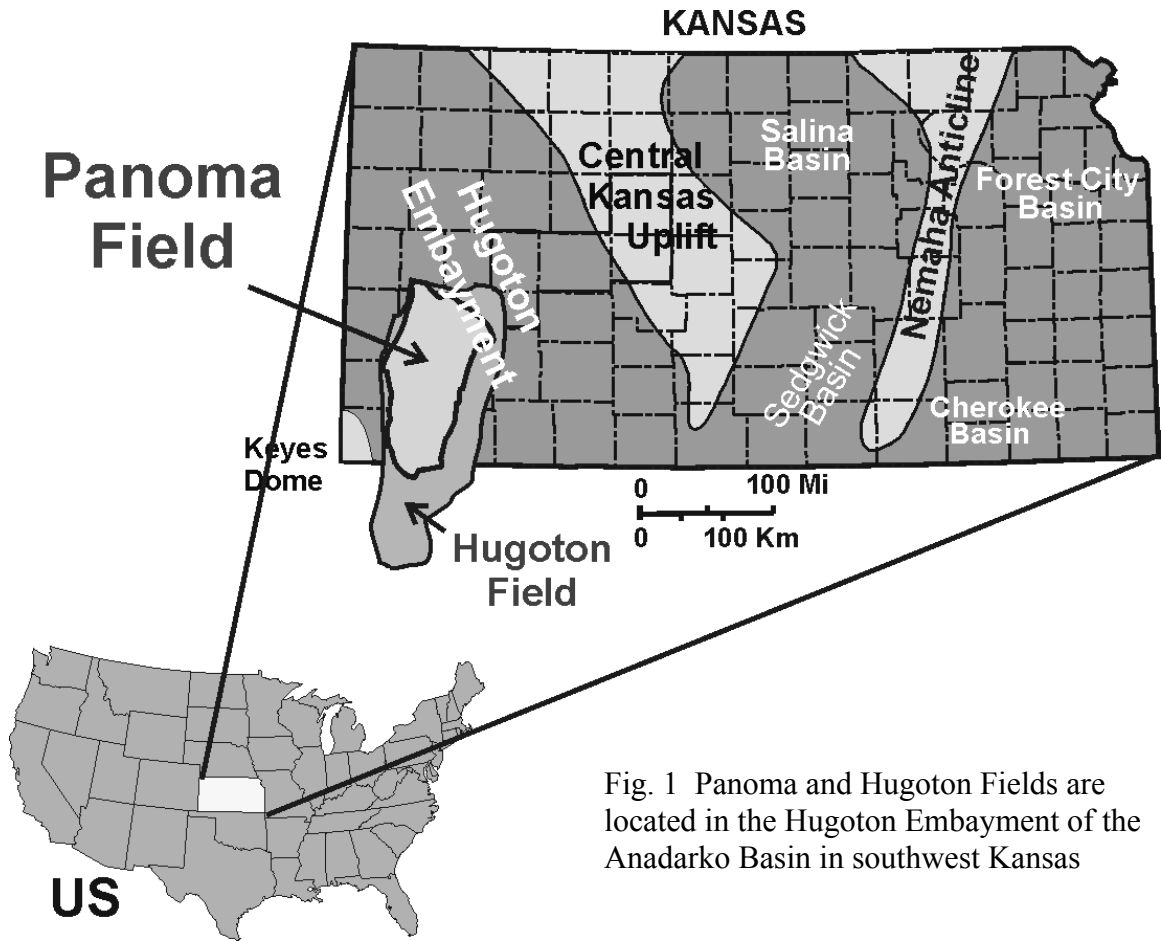 KANSAS
Panoma
Field
Hugoton
Embayment
Central
Kansas
Uplift
Salina
Basin
Nemaha Anticline
Forest City
Basin
Sedgwick
Basin
Cherokee
Basin
Keyes
Dome
0 100 Mi
0 100 Km
Hugoton
Field
US
Fig. 1 Panoma and Hugoton Fields are
located in the Hugoton Embayment of the
Anadarko Basin in southwest Kansas